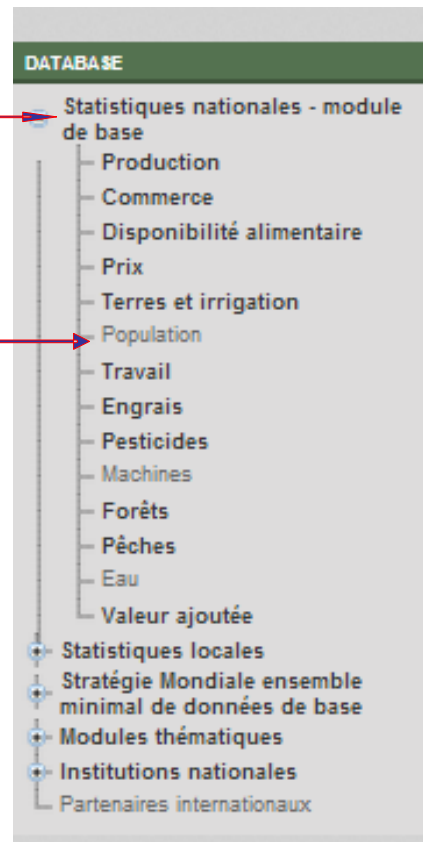 DATABASE
Statistiques nationales - module
de base
Production
Commerce
Disponibilité alimentaire
Prix
Terres et irrigation
Population
Travail
Engrais
Pesticides
Machines
Forêts
Pêches
Eau
Valeur ajoutée
Statistiques locales
Stratégie Mondiale ensemble
minimal de données de base
Modules thématiques
Institutions nationales
Partenaires internationaux